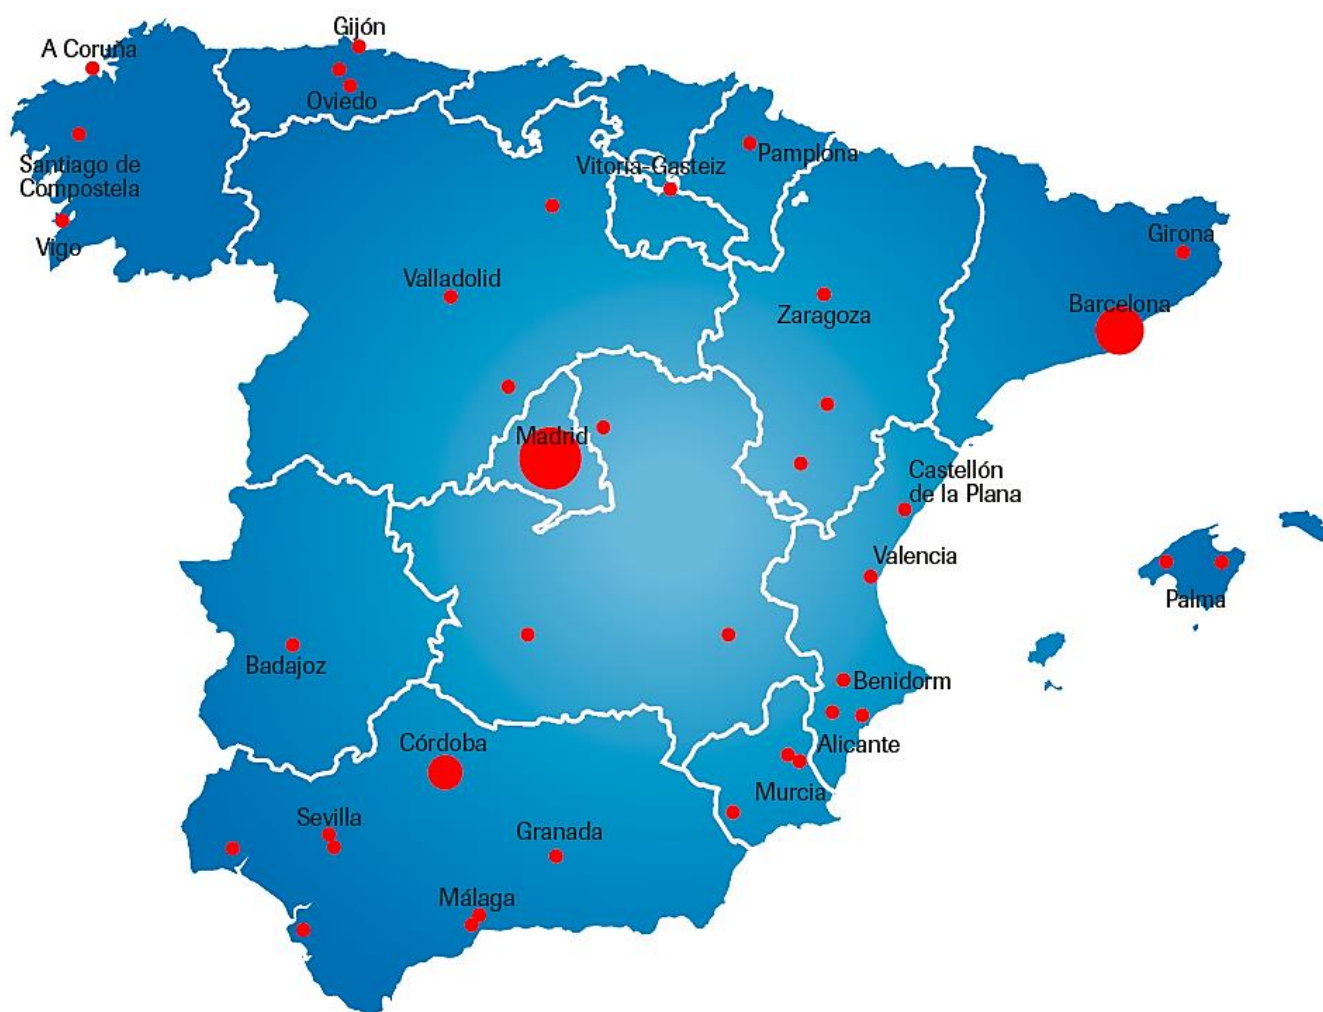 Gijón
A Coruña
Oviedo
Santiago de
Compostela
Vitoria-Gasteiz
Pamplona
Vigo
Girona
Valladolid
Zaragoza
Barcelona
Madrid
Castellón
de la Plana
Valencia
Palma
Badajoz
Benidorm
Córdoba
Alicante
Murcia
Sevilla
Granada
Málaga